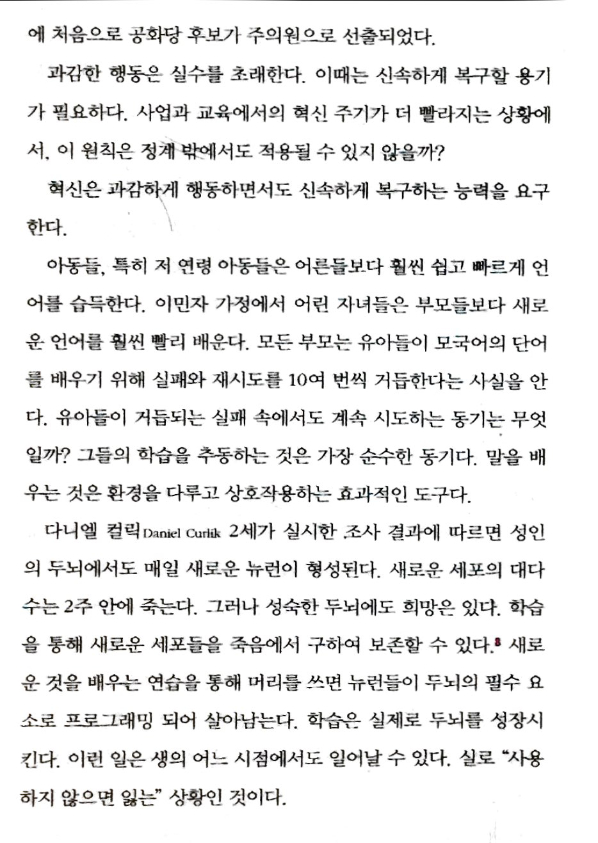 에 처음으로 공화당 후보가 주의원으로 선출되었다.
과감한 행동은 실수를 초래한다. 이때는 신속하게 복구할 용기
가 필요하다. 사업과 교육에서의 혁신 주기가 더 빨라지는 상황에
서, 이 원칙은 정계 밖에서도 적용될 수 있지 않을까?
혁신은 과감하게 행동하면서도 신속하게 복구하는 능력을 요구
한다.
아동들, 특히 저 연령 아동들은 어른들보다 훨씬 쉽고 빠르게 언
어를 습득한다. 이민자 가정에서 어린 자녀들은 부모들보다 새로
운 언어를 훨씬 빨리 배운다. 모든 부모는 유아들이 모국어의 단어
를 배우기 위해 실패와 재시도를 10여 번씩 거듭한다는 사실을 안
다. 유아들이 거듭되는 실패 속에서도 계속 시도하는 동기는 무엇
일까? 그들의 학습을 추동하는 것은 가장 순수한 동기다. 말을 배
우는 것은 환경을 다루고 상호작용하는 효과적인 도구다.
다니엘 컬릭Daniel Curlik 2세가 실시한 조사 결과에 따르면 성인
의 두뇌에서도 매일 새로운 뉴런이 형성된다. 새로운 세포의 대다
수는 2주 안에 죽는다. 그러나 성숙한 두뇌에도 희망은 있다. 학습
을 통해 새로운 세포들을 죽음에서 구하여 보존할 수 있다.8 새로
운 것을 배우는 연습을 통해 머리를 쓰면 뉴런들이 두뇌의 필수 요
소로 프로그래밍 되어 살아남는다. 학습은 실제로 두뇌를 성장시
킨다. 이런 일은 생의 어느 시점에서도 일어날 수 있다. 실로 “사용
하지 않으면 잃는” 상황인 것이다.